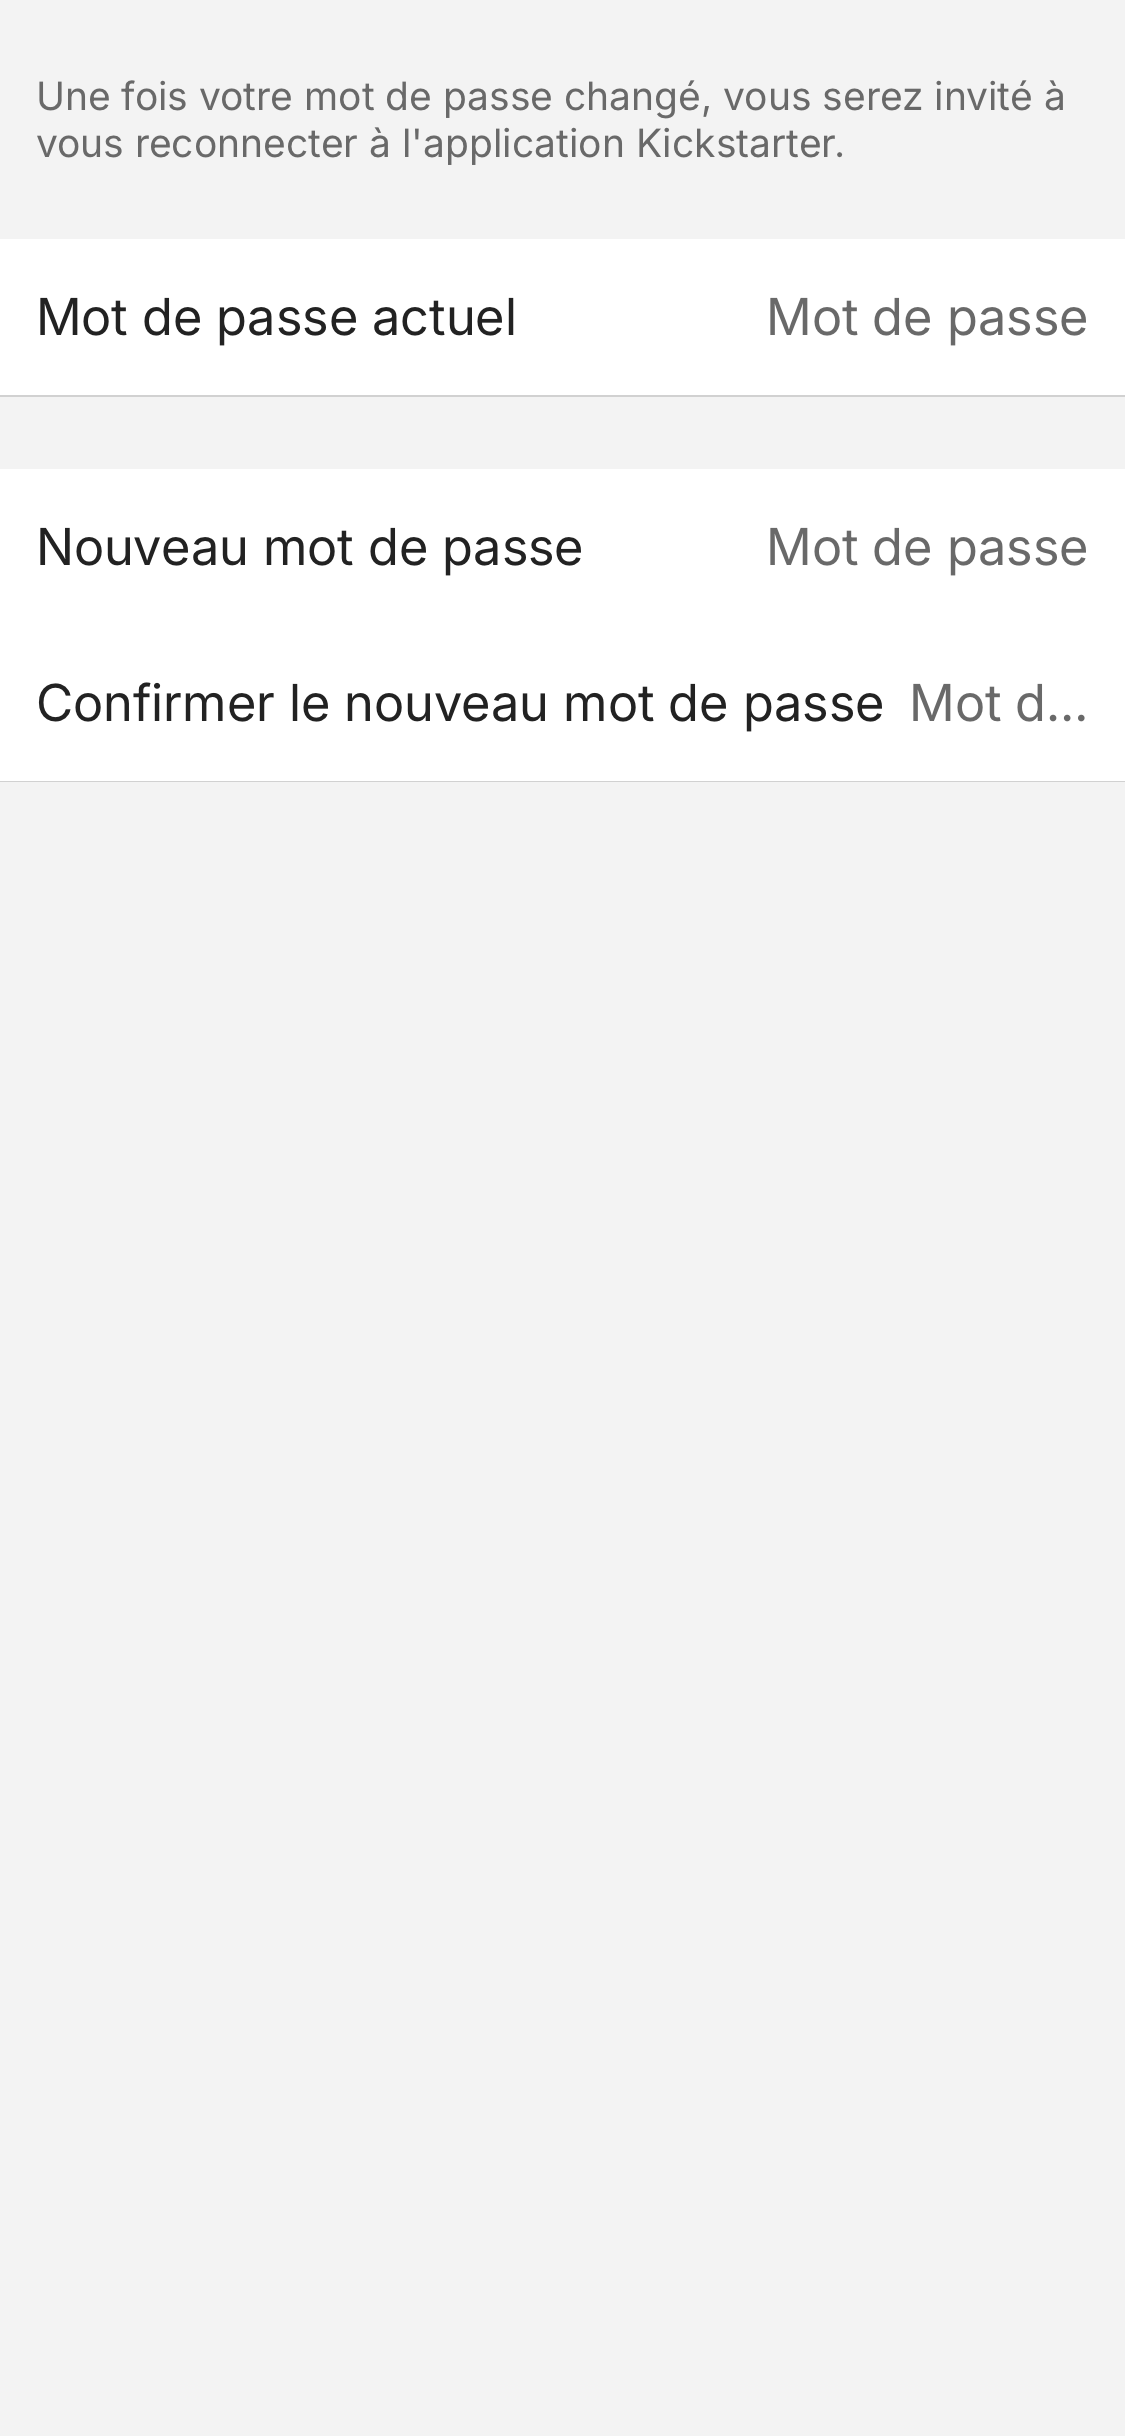 Une fois votre mot de passe changé, vous serez invité à
vous reconnecter à l'application Kickstarter.
Mot de passe actuel Mot de passe
Nouveau mot de passe Mot de passe
Confirmer le nouveau mot de passe Mot d...